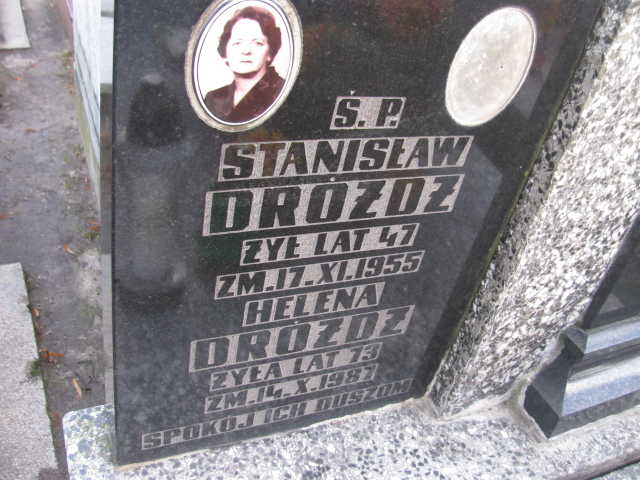 Ś. P.
STANISŁAW
DRÓŻDŻ
ŻYŁ LAT 47
ZM. 17. XI. 1955
HELENA
DRÓŻDŻ
ŻYŁA LAT 73
ZM. 14. X. 1987
SPOKÓJ ICH DUSZOM